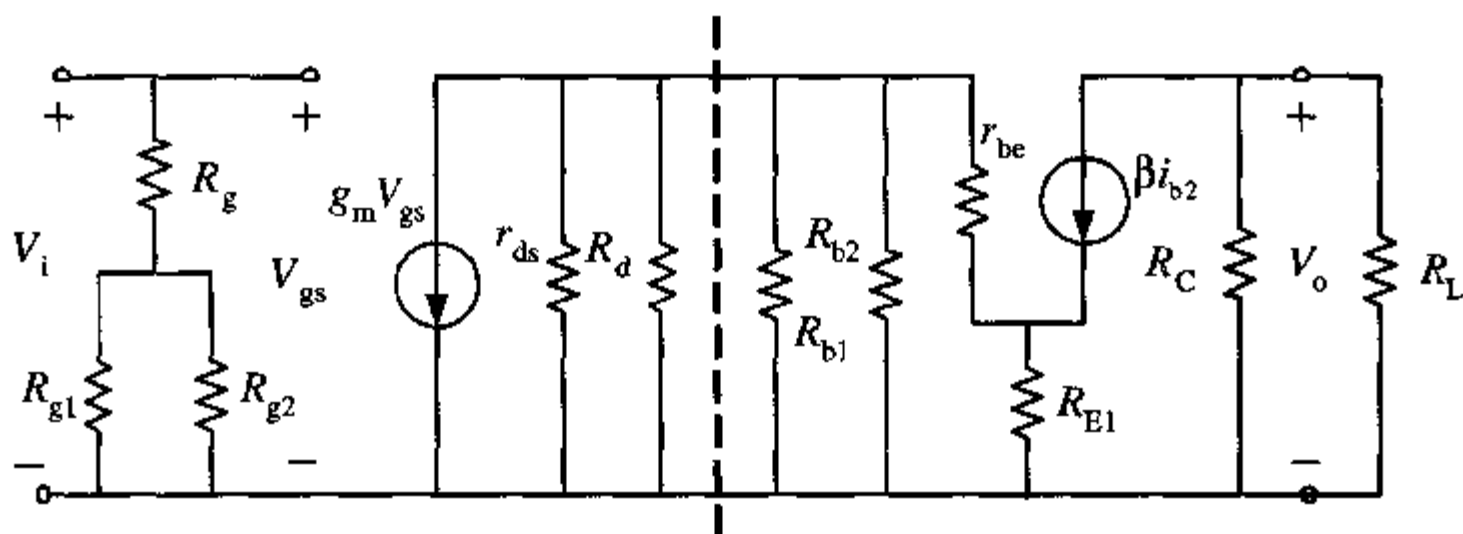 +
+
+
R_g
r_be
βi_b2
g_mV_gs
V_i
V_gs
r_ds
R_d
R_b2
R_C
V_o
R_L
R_b1
R_g1
R_g2
R_E1
−
−
−